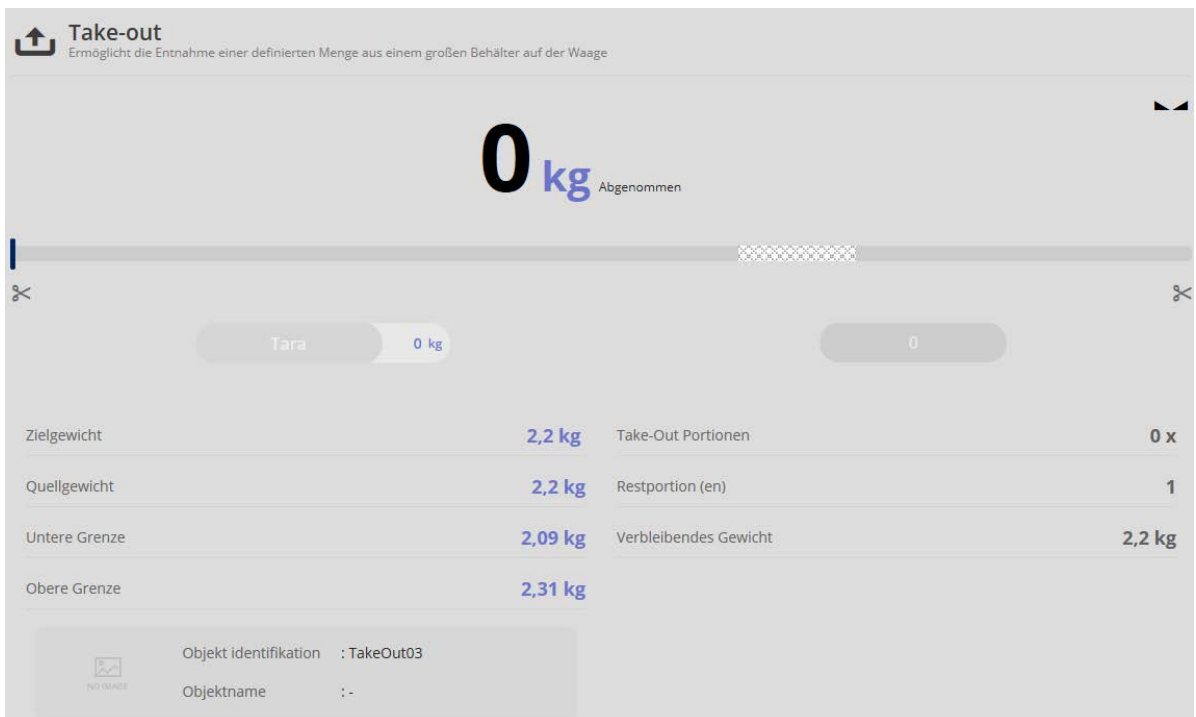 Take-out
Ermöglicht die Entnahme einer definierten Menge aus einem großen Behälter auf der Waage
0 kg Abgenommen
Tara 0 kg 0
Zielgewicht 2,2 kg Take-Out Portionen 0 x
Quellgewicht 2,2 kg Restportion (en) 1
Untere Grenze 2,09 kg Verbleibendes Gewicht 2,2 kg
Obere Grenze 2,31 kg
Objekt identifikation : TakeOut03
NO IMAGE
Objektname : -